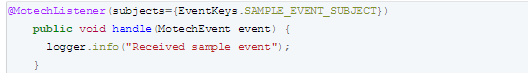 @MotechListener(subjects={EventKeys.SAMPLE_EVENT_SUBJECT})
public void handle(MotechEvent event) {
logger.info("Received sample event");
}